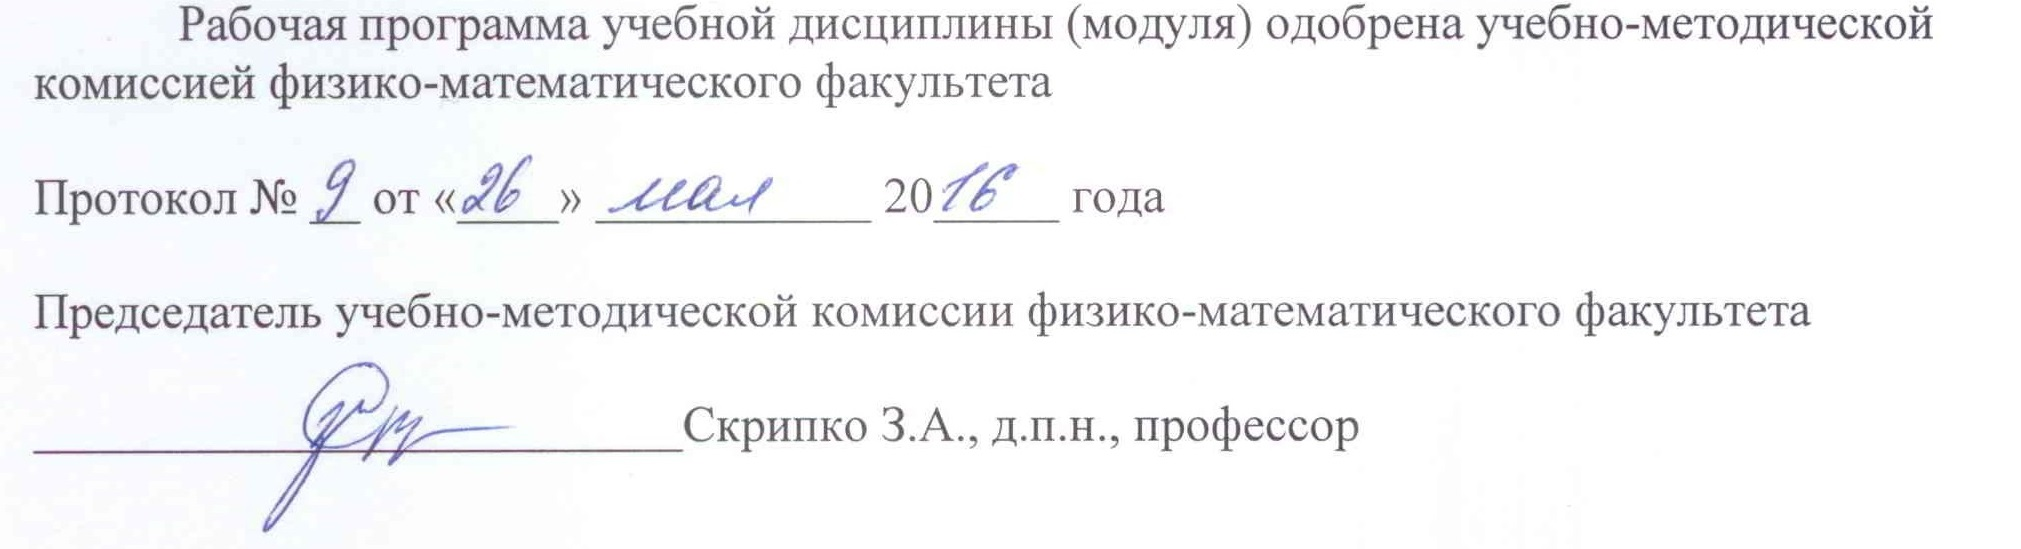 Рабочая программа учебной дисциплины (модуля) одобрена учебно-методической
комиссией физико-математического факультета
Протокол № 9 от «26» мая 2016 года
Председатель учебно-методической комиссии физико-математического факультета
Скрипко З.А., д.п.н., профессор